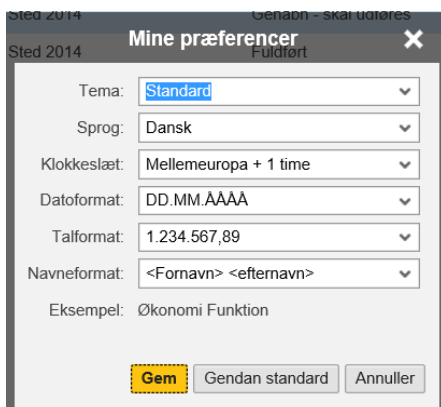 Sted 2014 Genåbn - skal udføres
Mine præferencer
Sted 2014 Fuldført
Tema: Standard
Sprog: Dansk
Klokkeslæt: Mellemeuropa + 1 time
Datoformat: DD.MM.ÅÅÅÅ
Talformat: 1.234.567,89
Navneformat: <Fornavn> <efternavn>
Eksempel: Økonomi Funktion
Gem Gendan standard Annuller